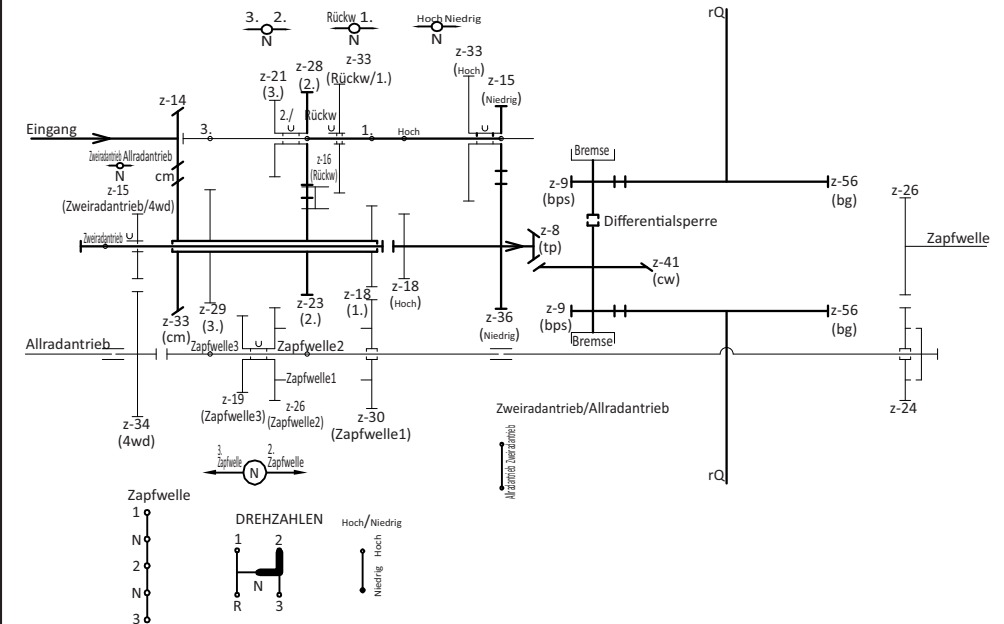 rQ
3. 2.
N
Rückw 1.
N
Hoch Niedrig
N
z-14
z-21
(3.)
z-28
(2.)
z-33
(Rückw/1.)
z-33
(Hoch)
z-15
(Niedrig)
2./ Rückw
Eingang
3.
1.
Hoch
Zweiradantrieb Allradantrieb
N
cm
z-16
(Rückw)
Bremse
z-15
(Zweiradantrieb/4wd)
z-9
(bps)
z-56
(bg)
z-26
Differentialsperre
Zweiradantrieb
z-8
(tp)
Zapfwelle
z-41
(cw)
z-33
(cm)
z-29
(3.)
z-23
(2.)
z-18
(1.)
z-18
(Hoch)
z-36
(Niedrig)
z-9
(bps)
z-56
(bg)
Bremse
Allradantrieb
Zapfwelle3
Zapfwelle2
Zapfwelle1
z-19
(Zapfwelle3)
z-26
(Zapfwelle2)
z-30
(Zapfwelle1)
z-34
(4wd)
z-24
Zweiradantrieb/Allradantrieb
Allradantrieb Zweiradantrieb
3.
Zapfwelle
N
2.
Zapfwelle
rQ
Zapfwelle
1
N
2
N
3
DREHZAHLEN
1 2
N
R 3
Hoch/Niedrig
Niedrig Hoch